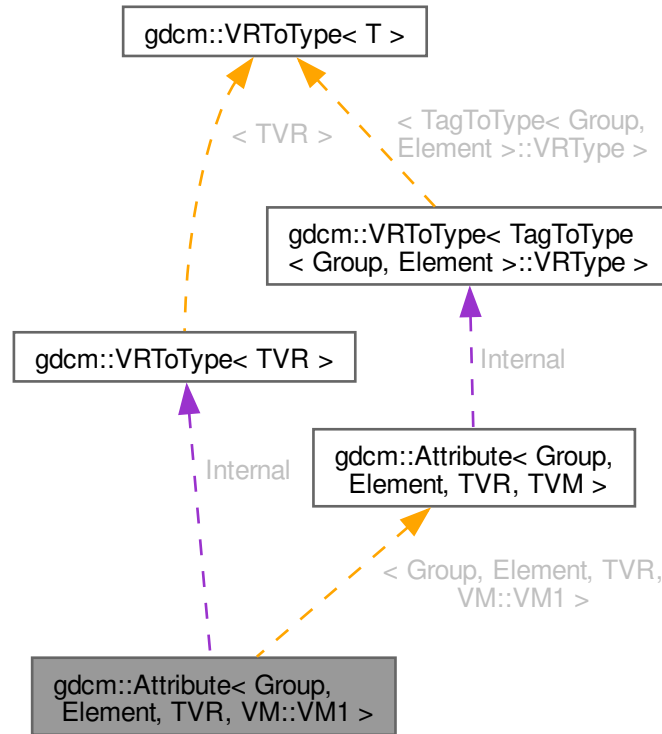 gdcm::VRToType< T >
< TVR >
< TagToType< Group,
Element >::VRType >
gdcm::VRToType< TagToType
< Group, Element >::VRType >
gdcm::VRToType< TVR >
Internal
Internal
gdcm::Attribute< Group,
Element, TVR, TVM >
< Group, Element, TVR,
VM::VM1 >
gdcm::Attribute< Group,
Element, TVR, VM::VM1 >